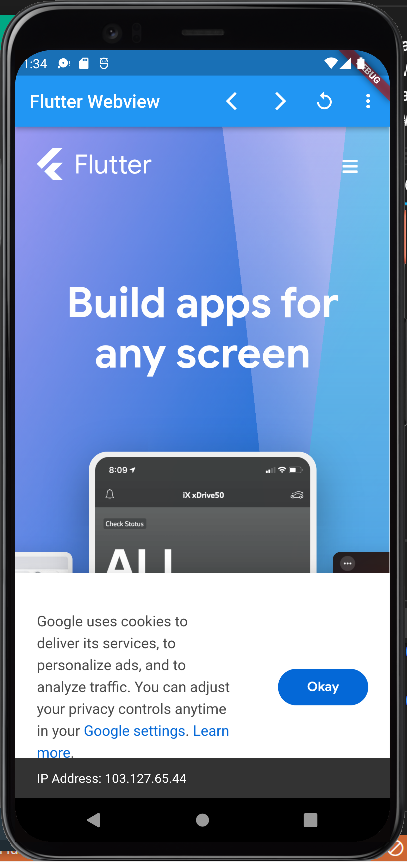 1:34
DEBUG
Flutter Webview
Flutter
Build apps for
any screen
8:09
iX xDrive50
Check Status
ALL
Google uses cookies to
deliver its services, to
personalize ads, and to
analyze traffic. You can adjust
your privacy controls anytime
in your Google settings. Learn
more.
Okay
IP Address: 103.127.65.44